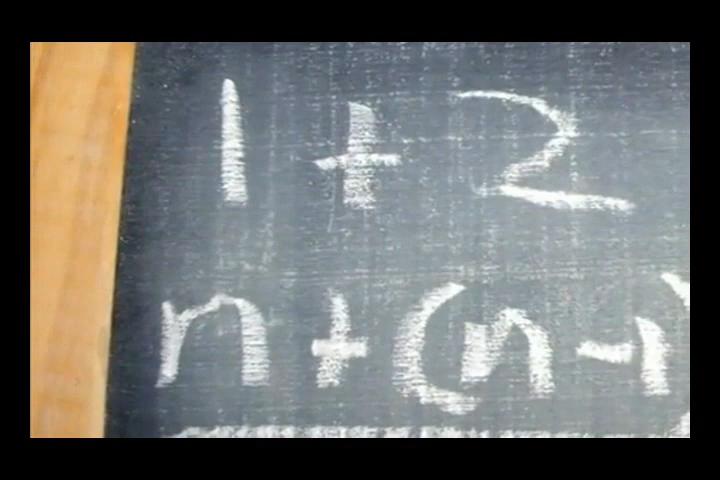 1 + 2
n + (n - 1)